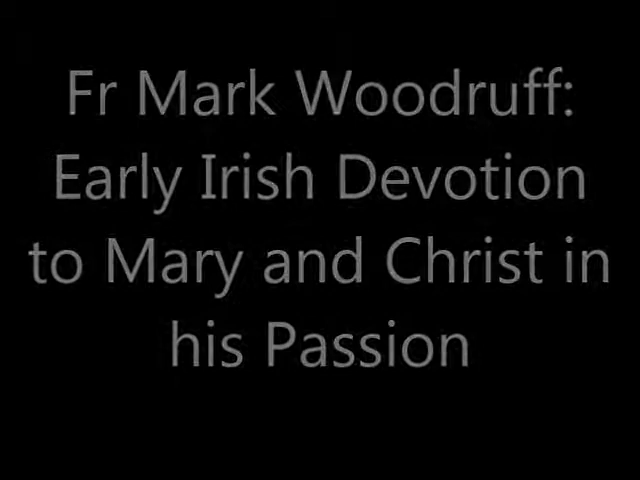 Fr Mark Woodruff:
Early Irish Devotion
to Mary and Christ in
his Passion